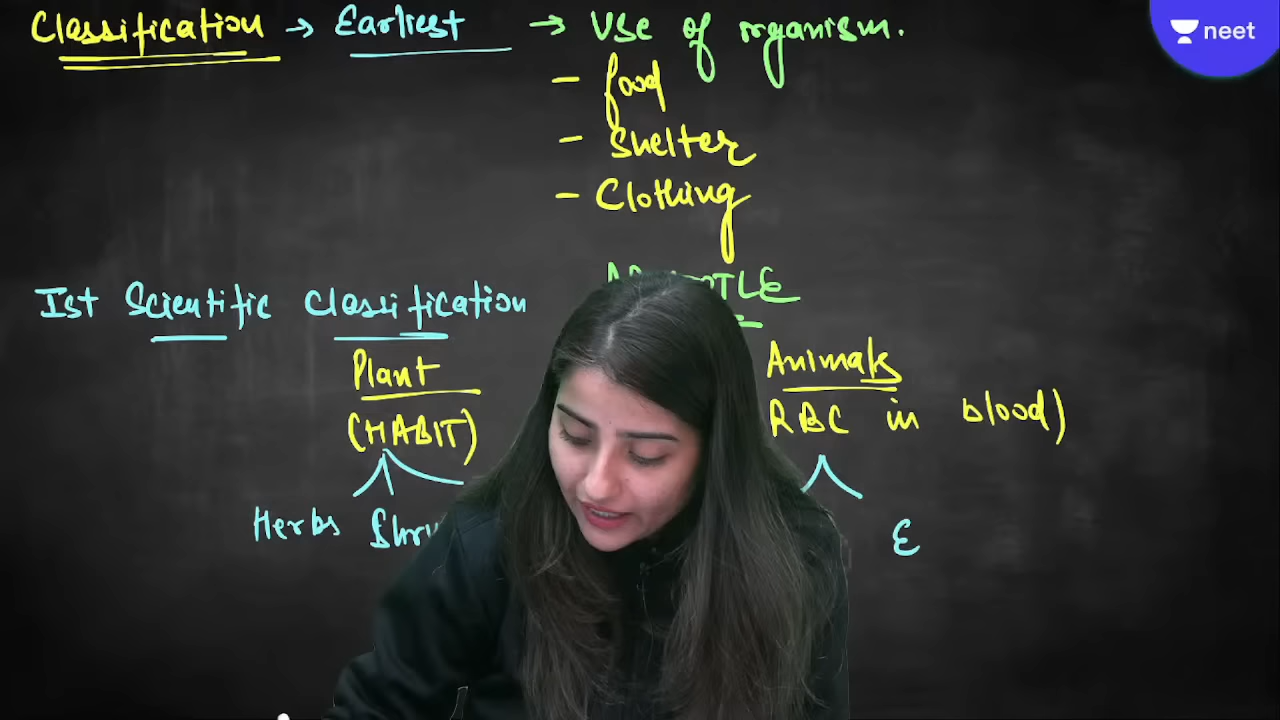 Classification → Earliest → Use of organism.
neet
- food
- Shelter
- Clothing
Ist Scientific Classification
Plant
Animals
(HABIT)
RBC in blood)
Herbs
E